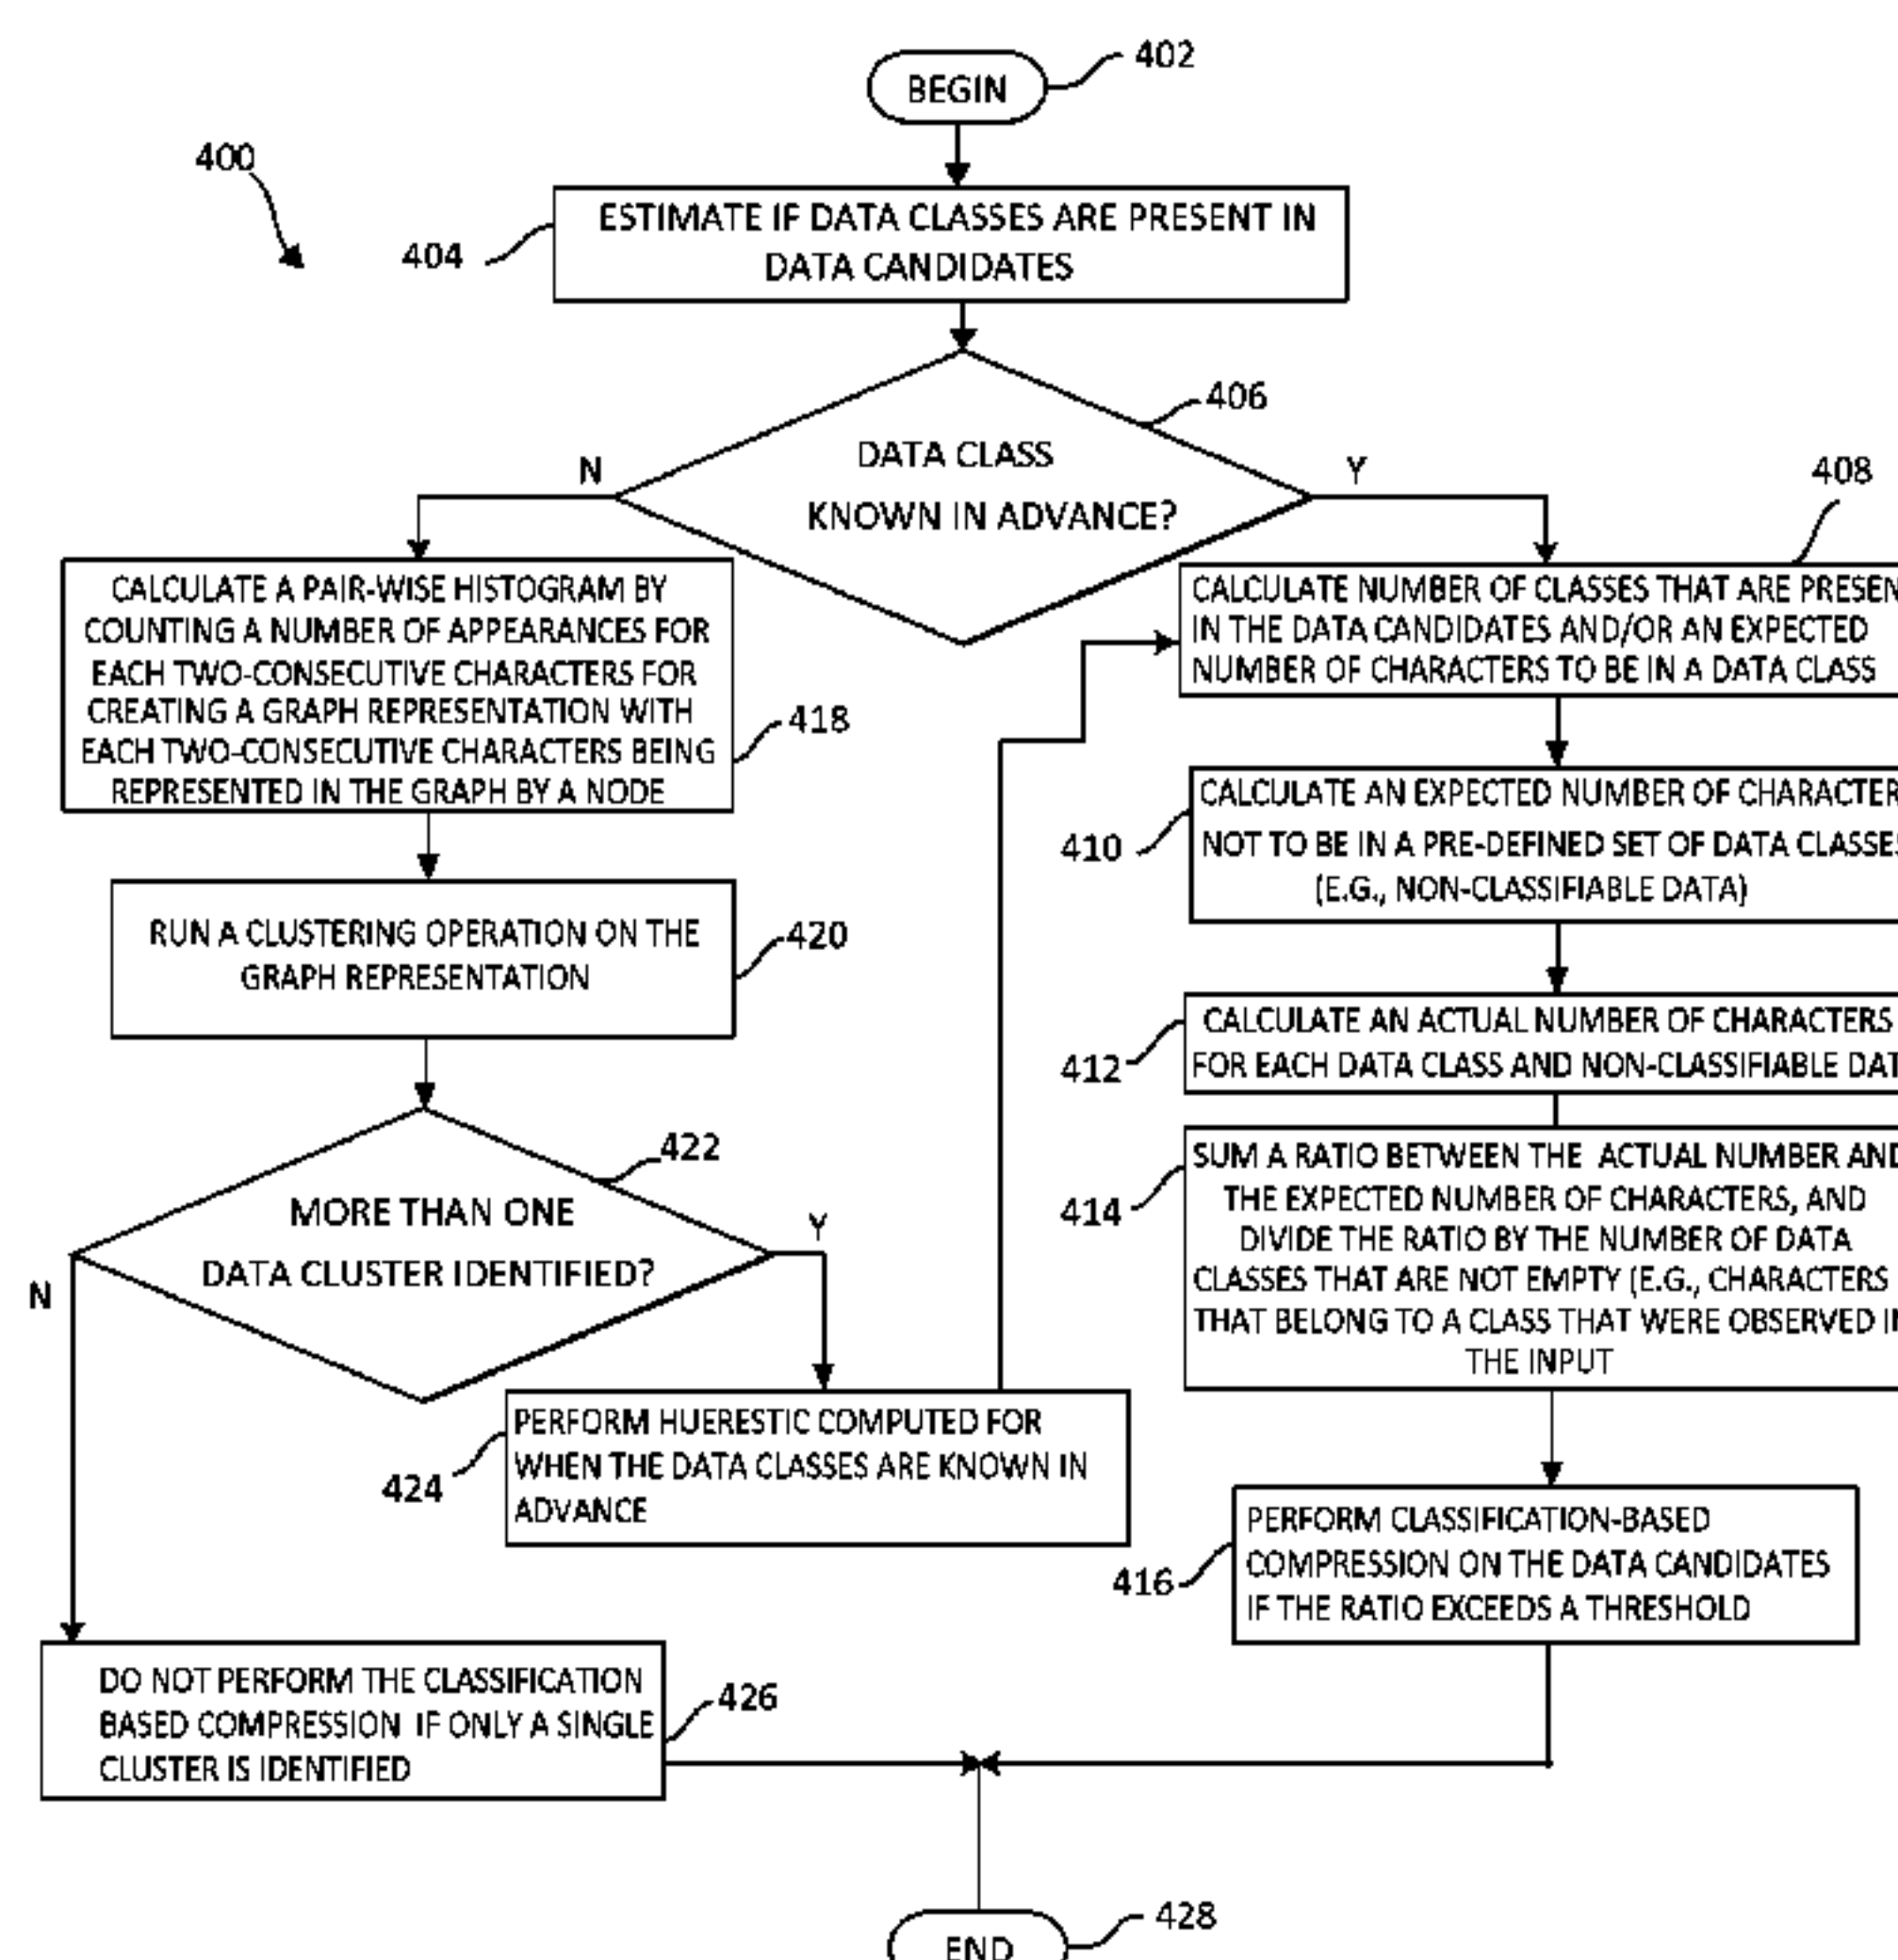 402
BEGIN
400
ESTIMATE IF DATA CLASSES ARE PRESENT IN
DATA CANDIDATES
404
406
DATA CLASS
KNOWN IN ADVANCE?
N
Y
408
CALCULATE A PAIR-WISE HISTOGRAM BY
COUNTING A NUMBER OF APPEARANCES FOR
EACH TWO-CONSECUTIVE CHARACTERS FOR
CREATING A GRAPH REPRESENTATION WITH
EACH TWO-CONSECUTIVE CHARACTERS BEING
REPRESENTED IN THE GRAPH BY A NODE
418
CALCULATE NUMBER OF CLASSES THAT ARE PRESEN
IN THE DATA CANDIDATES AND/OR AN EXPECTED
NUMBER OF CHARACTERS TO BE IN A DATA CLASS
CALCULATE AN EXPECTED NUMBER OF CHARACTER
NOT TO BE IN A PRE-DEFINED SET OF DATA CLASSES
(E.G., NON-CLASSIFIABLE DATA)
410
RUN A CLUSTERING OPERATION ON THE
GRAPH REPRESENTATION
420
CALCULATE AN ACTUAL NUMBER OF CHARACTERS
FOR EACH DATA CLASS AND NON-CLASSIFIABLE DAT
412
422
MORE THAN ONE
DATA CLUSTER IDENTIFIED?
N
Y
SUM A RATIO BETWEEN THE ACTUAL NUMBER AND
THE EXPECTED NUMBER OF CHARACTERS, AND
DIVIDE THE RATIO BY THE NUMBER OF DATA
CLASSES THAT ARE NOT EMPTY (E.G., CHARACTERS
THAT BELONG TO A CLASS THAT WERE OBSERVED IN
THE INPUT
414
PERFORM HUERESTIC COMPUTED FOR
WHEN THE DATA CLASSES ARE KNOWN IN
ADVANCE
424
PERFORM CLASSIFICATION-BASED
COMPRESSION ON THE DATA CANDIDATES
IF THE RATIO EXCEEDS A THRESHOLD
416
DO NOT PERFORM THE CLASSIFICATION
BASED COMPRESSION IF ONLY A SINGLE
CLUSTER IS IDENTIFIED
426
428
END